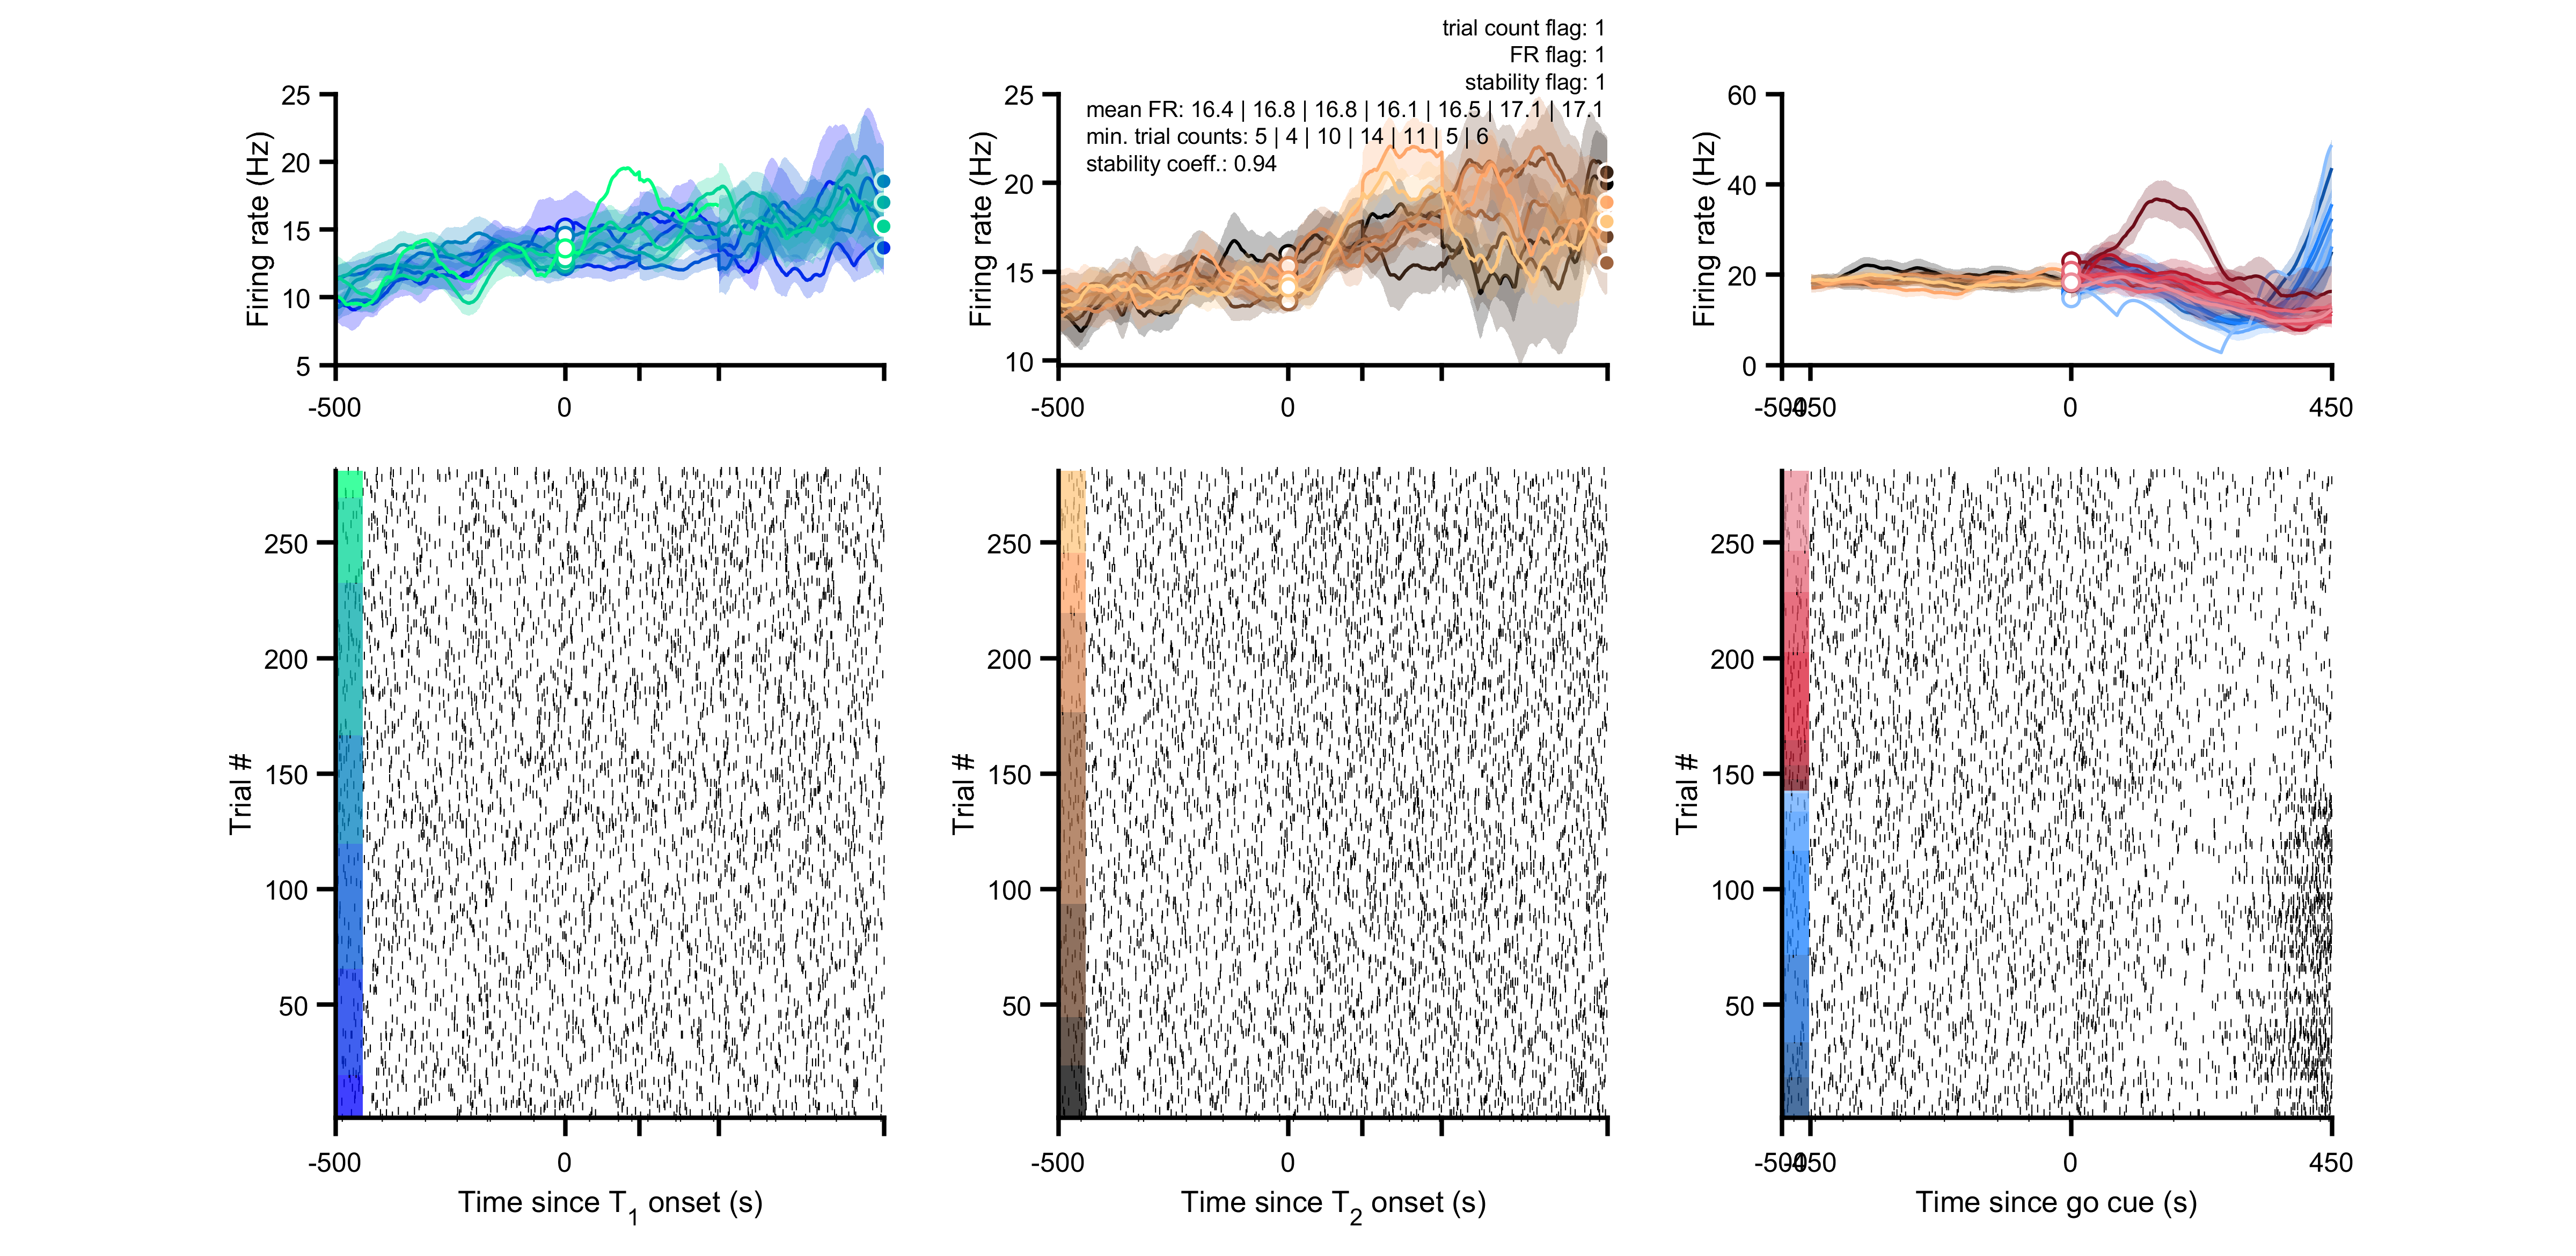 trial count flag: 1
FR flag: 1
stability flag: 1
mean FR: 16.4 | 16.8 | 16.8 | 16.1 | 16.5 | 17.1 | 17.1
min. trial counts: 5 | 4 | 10 | 14 | 11 | 5 | 6
stability coeff.: 0.94
Firing rate (Hz)
25
20
15
10
5
-500
0
Firing rate (Hz)
25
20
15
10
-500
0
Firing rate (Hz)
60
40
20
0
-500
-450
0
450
Trial #
250
200
150
100
50
-500
0
Time since T1 onset (s)
Trial #
250
200
150
100
50
-500
0
Time since T2 onset (s)
Trial #
250
200
150
100
50
-500
-450
0
450
Time since go cue (s)